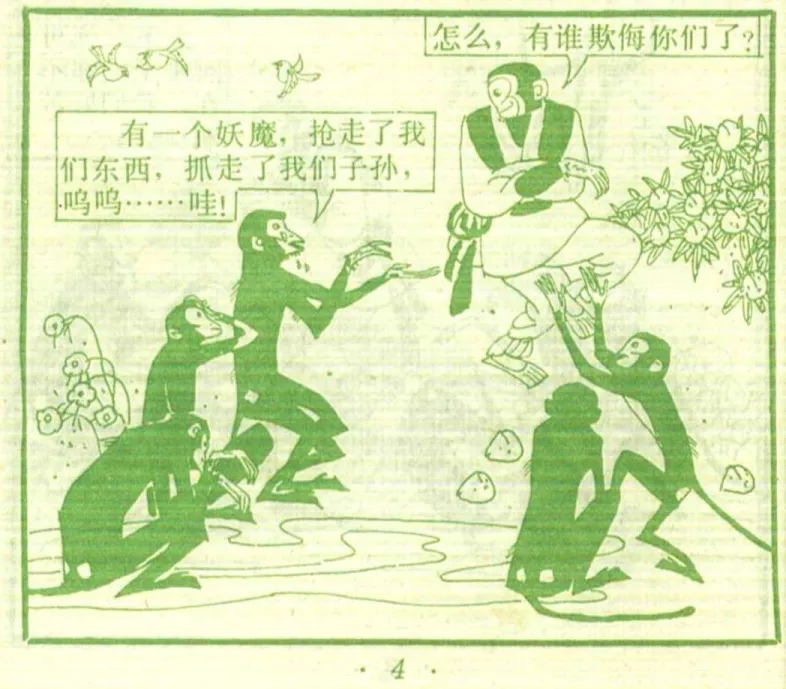 怎么，有谁欺侮你们了？
有一个妖魔，抢走了我
们东西，抓走了我们子孙，
呜呜……哇！
· 4 ·